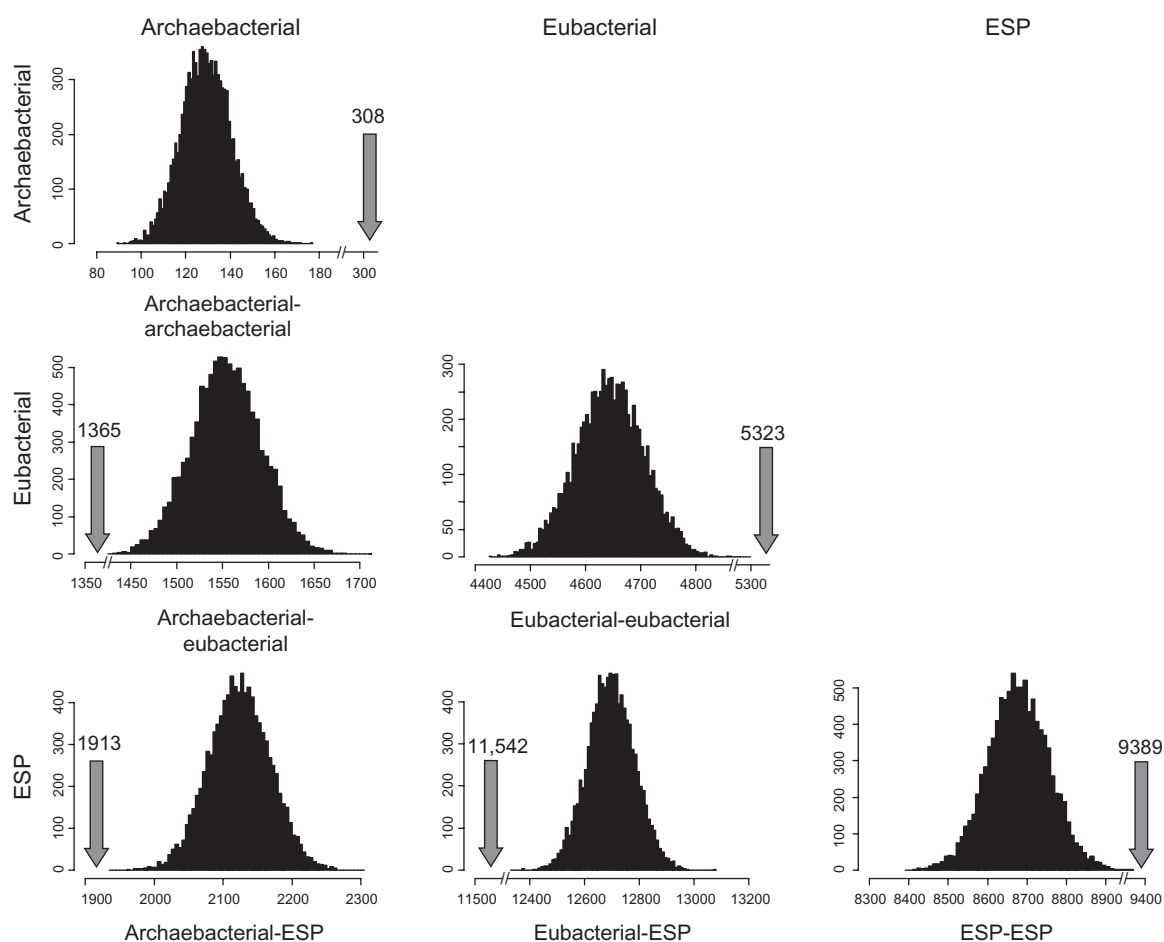 Archaebacterial
Eubacterial
ESP
Archaebacterial
300
200
100
0
308
80 100 120 140 160 180 300
Archaebacterial-
archaebacterial
Eubacterial
500
400
300
200
100
0
1365
1350 1450 1500 1550 1600 1650 1700
Archaebacterial-
eubacterial
300
200
100
50
0
5323
4400 4500 4600 4700 4800 5300
Eubacterial-eubacterial
ESP
400
300
200
100
0
1913
1900 2000 2100 2200 2300
Archaebacterial-ESP
400
300
200
100
0
11,542
11500 12400 12600 12800 13000 13200
Eubacterial-ESP
500
400
300
200
100
0
9389
8300 8400 8600 8700 8800 8900 9400
ESP-ESP